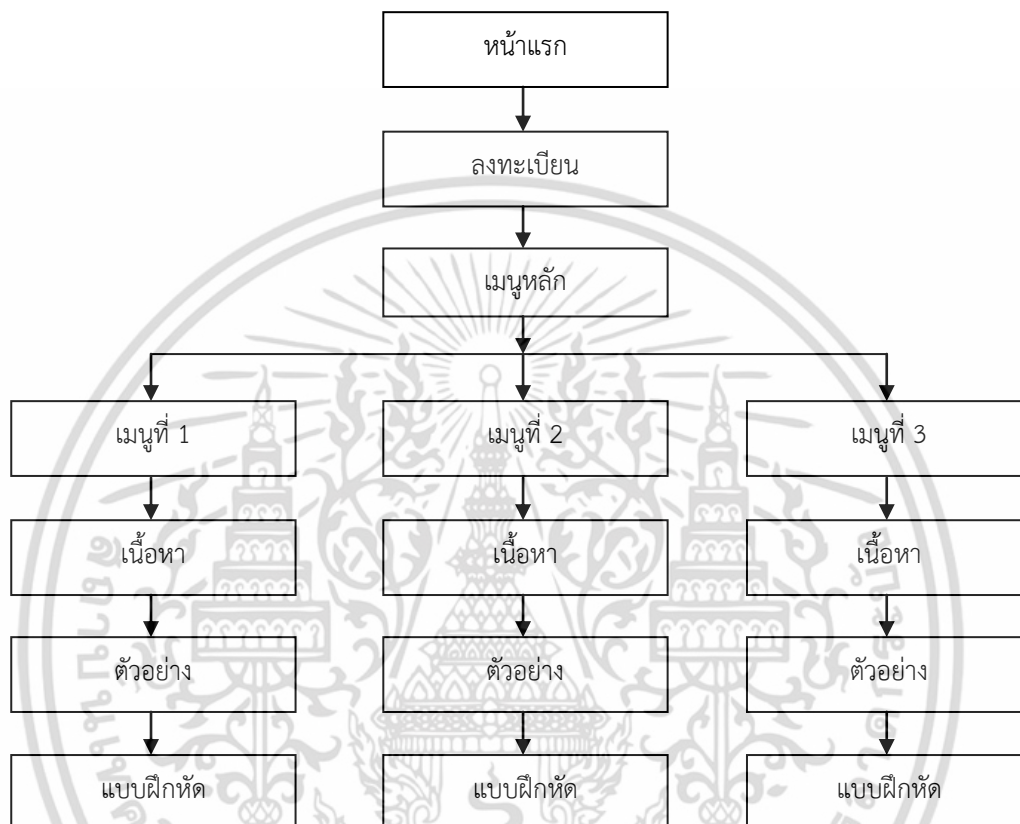 หน้าแรก
ลงทะเบียน
เมนูหลัก
เมนูที่ 1 เมนูที่ 2 เมนูที่ 3
เนื้อหา เนื้อหา เนื้อหา
ตัวอย่าง ตัวอย่าง ตัวอย่าง
แบบฝึกหัด แบบฝึกหัด แบบฝึกหัด